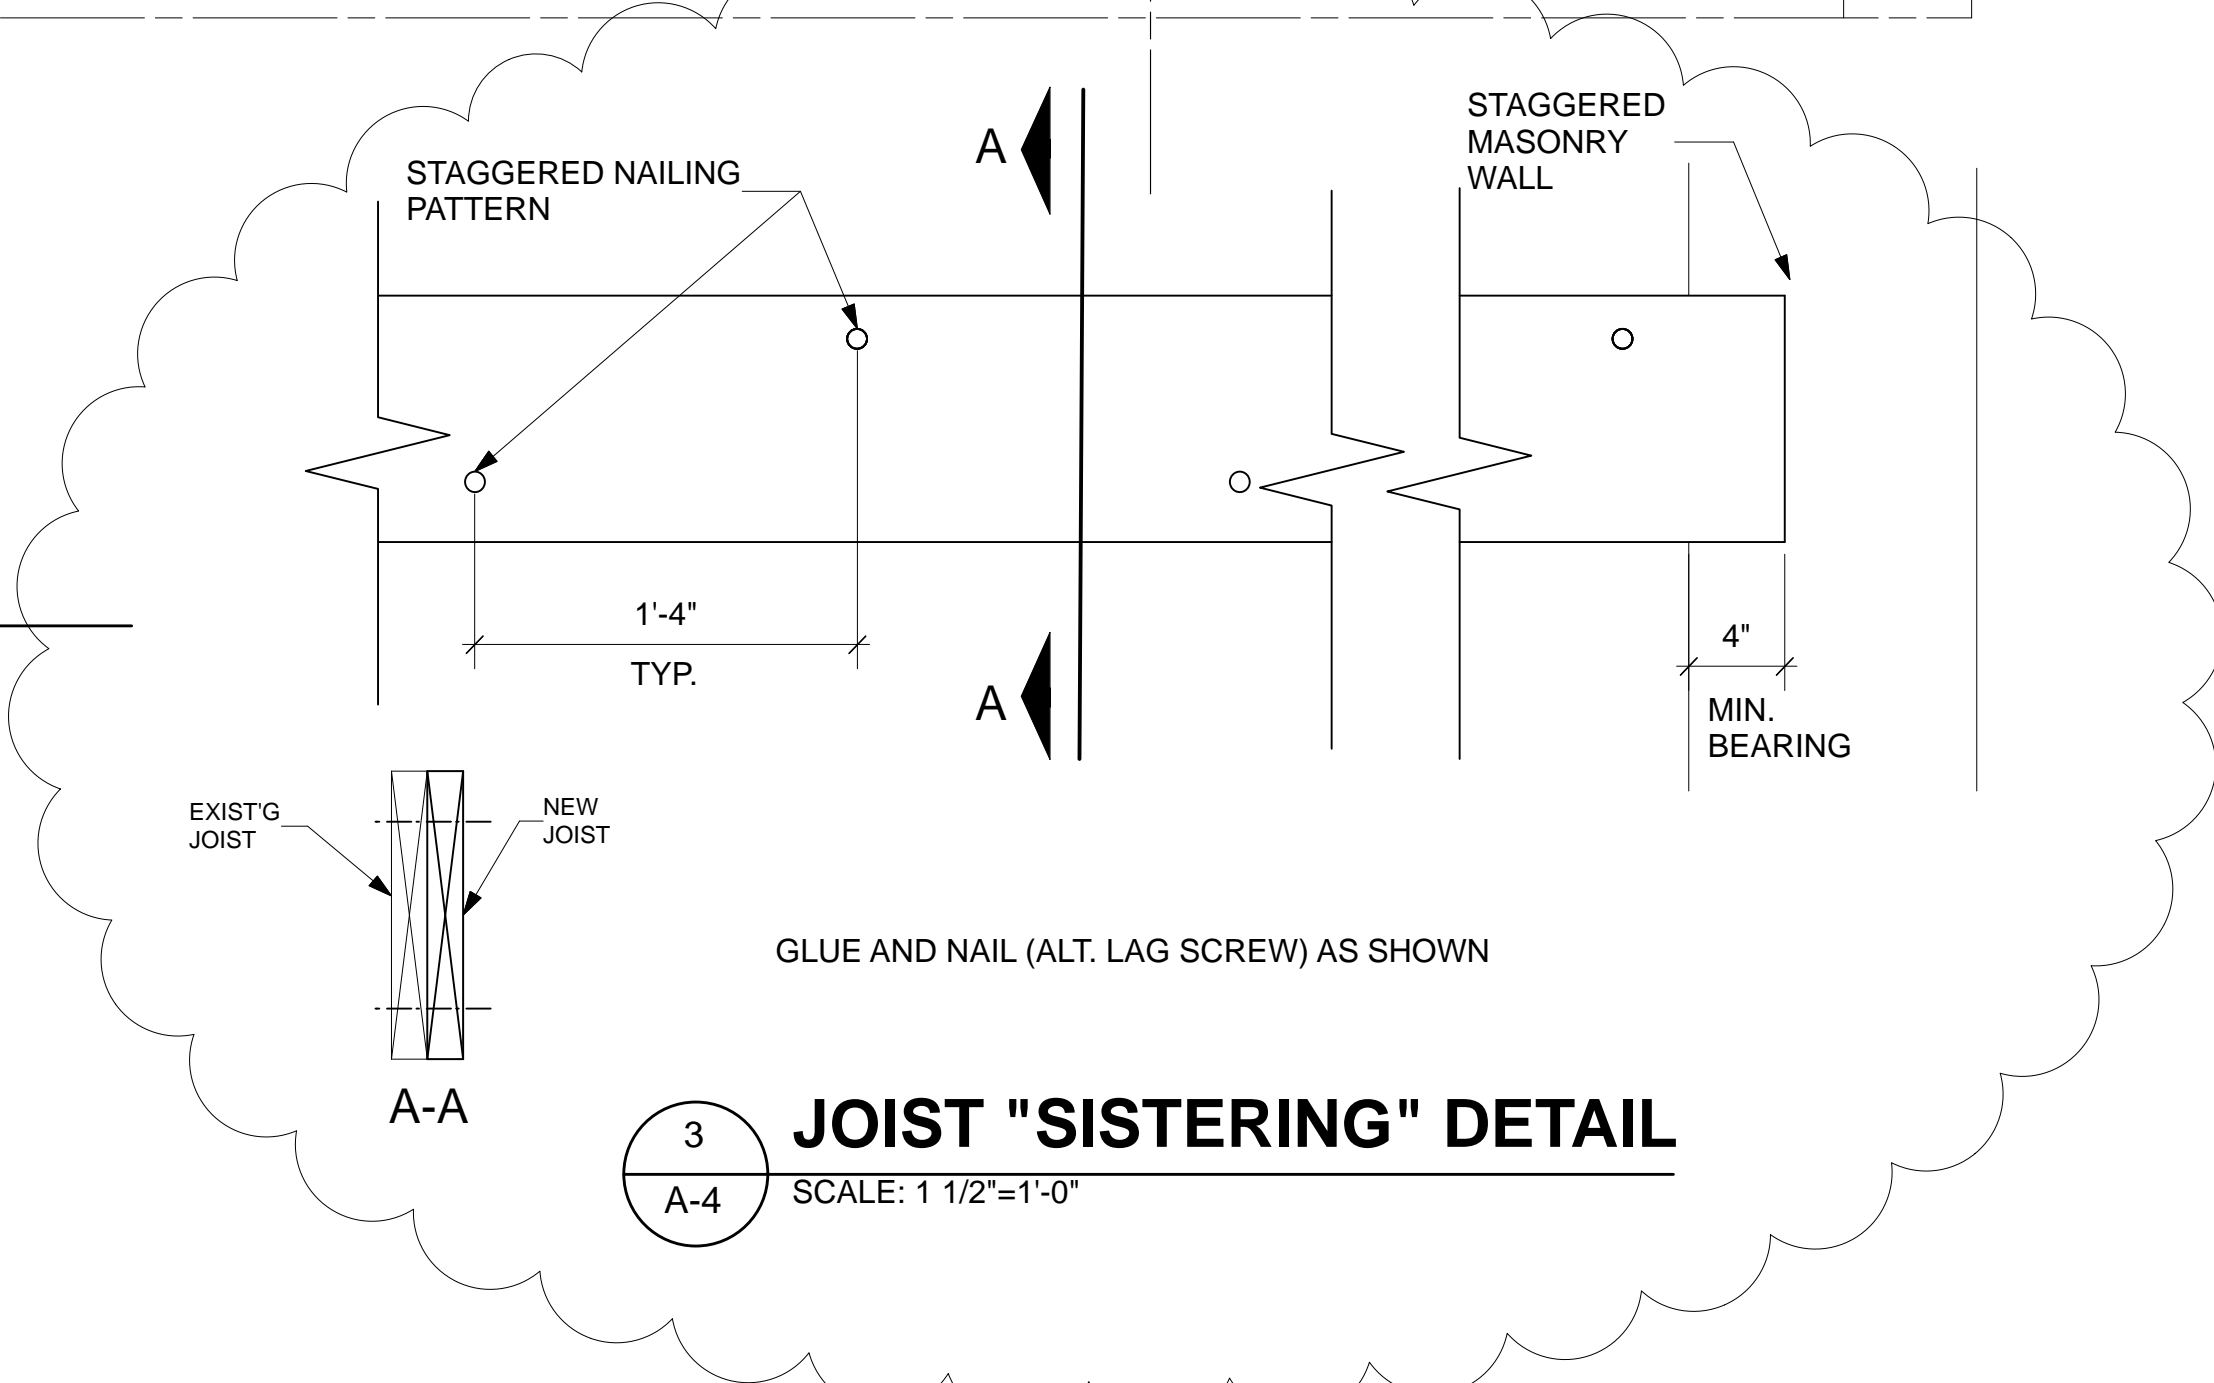 STAGGERED NAILING
PATTERN
A
STAGGERED
MASONRY
WALL
1'-4"
TYP.
A
4"
MIN.
BEARING
EXIST'G
JOIST
NEW
JOIST
GLUE AND NAIL (ALT. LAG SCREW) AS SHOWN
A-A
3
A-4
JOIST "SISTERING" DETAIL
SCALE: 1 1/2"=1'-0"